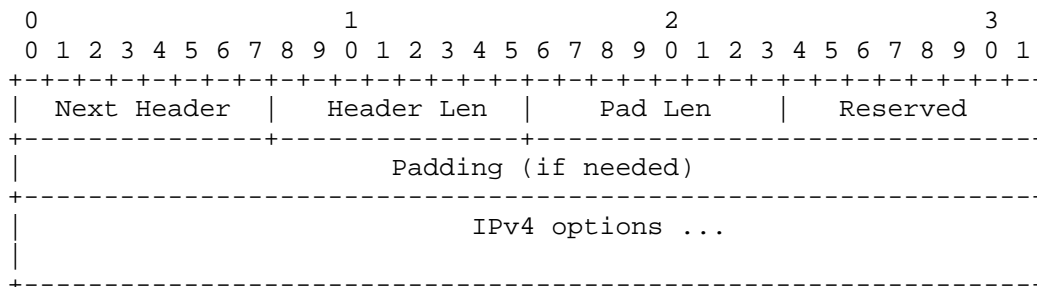 0                   1                   2                   3
0 1 2 3 4 5 6 7 8 9 0 1 2 3 4 5 6 7 8 9 0 1 2 3 4 5 6 7 8 9 0 1
+-+-+-+-+-+-+-+-+-+-+-+-+-+-+-+-+-+-+-+-+-+-+-+-+-+-+-+-+-+-+-+--
|  Next Header  |   Header Len  |    Pad Len    |   Reserved
+---------------+---------------+--------------------------------
|                       Padding (if needed)
+----------------------------------------------------------------
|                            IPv4 options ...
|
+----------------------------------------------------------------